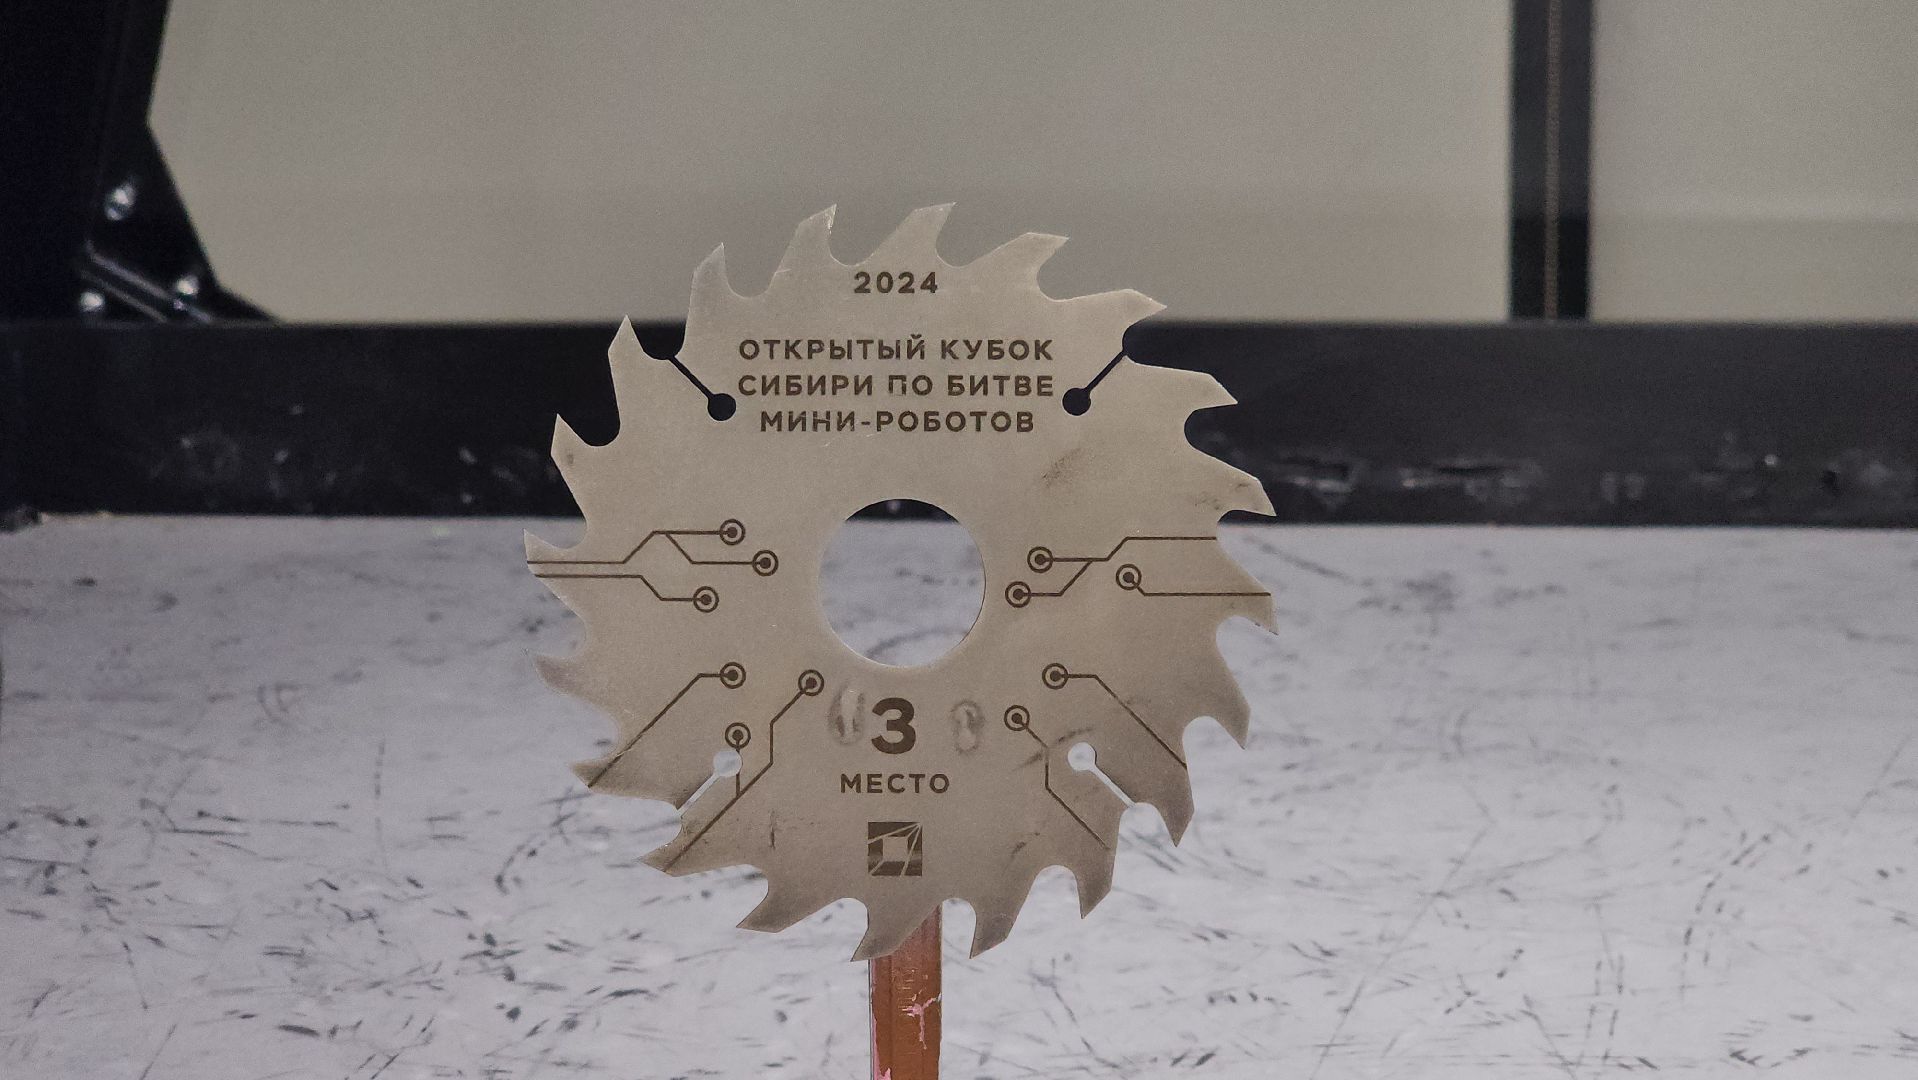 2024
ОТКРЫТЫЙ КУБОК
СИБИРИ ПО БИТВЕ
МИНИ-РОБОТОВ
3
МЕСТО